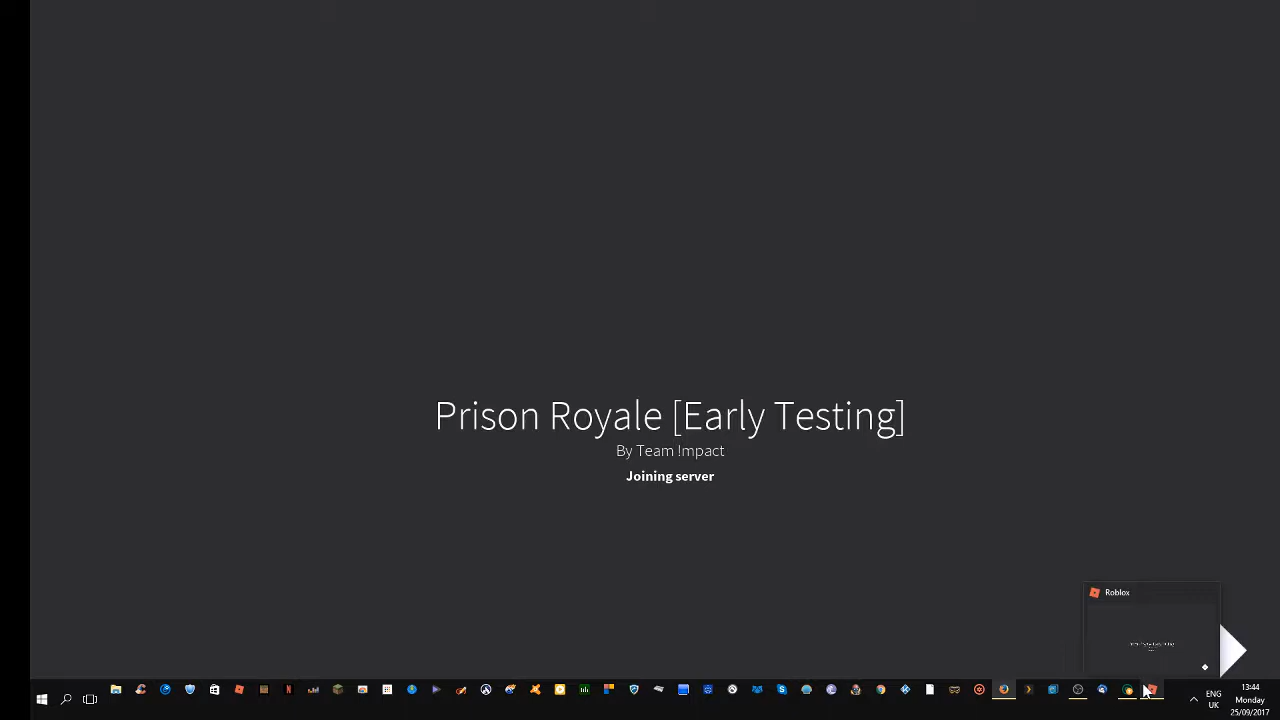 Prison Royale [Early Testing]
By Team !mpact
Joining server
Roblox
ENG
UK
13:44
Monday
25/09/2017